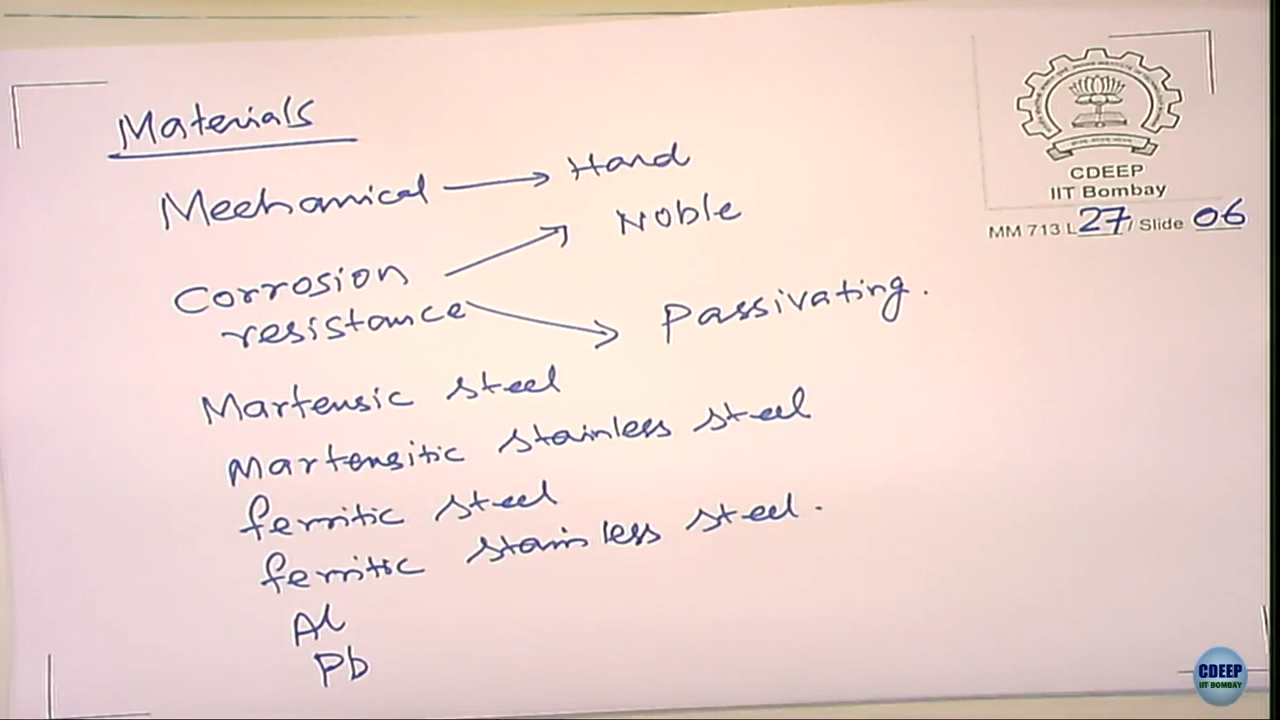 Materials
Mechanical → Hard
Corrosion resistance → Noble
→ Passivating.
Martensic steel
Martensitic stainless steel
ferritic steel
ferritic stainless steel.
Al
Pb
CDEEP
IIT Bombay
MM 713 L 27 / Slide 06
CDEEP
IIT BOMBAY